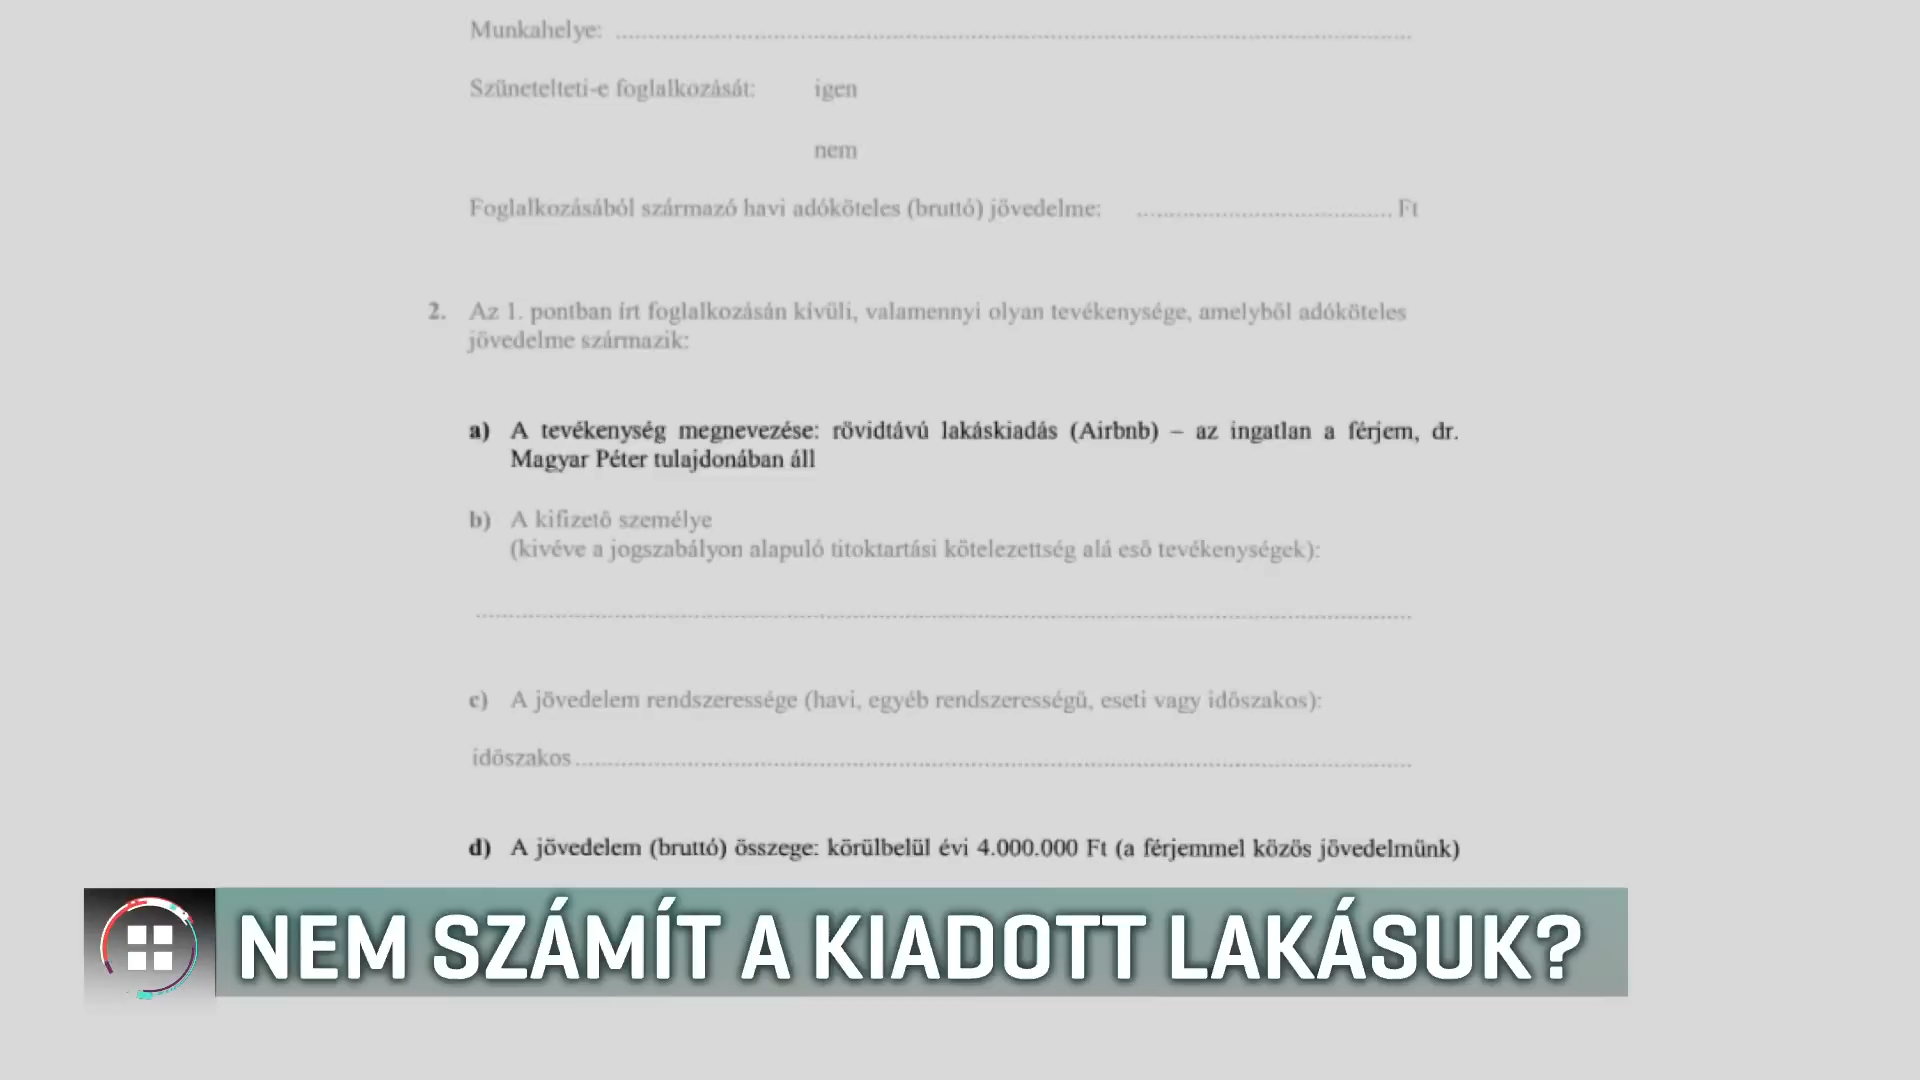 Munkahelye: ........................................................................................................................
Szünetelteti-e foglalkozását: igen
nem
Foglalkozásából származó havi adóköteles (bruttó) jövedelme: ....................................... Ft
2. Az 1. pontban írt foglalkozásán kívüli, valamennyi olyan tevékenysége, amelyből adóköteles
jövedelme származik:
a) A tevékenység megnevezése: rövidtávú lakáskiadás (Airbnb) – az ingatlan a férjem, dr.
Magyar Péter tulajdonában áll
b) A kifizető személye
(kivéve a jogszabályon alapuló titoktartási kötelezettség alá eső tevékenységek):
........................................................................................................................
c) A jövedelem rendszeressége (havi, egyéb rendszerességű, eseti vagy időszakos):
időszakos........................................................................................................................
d) A jövedelem (bruttó) összege: körülbelül évi 4.000.000 Ft (a férjemmel közös jövedelmünk)
NEM SZÁMÍT A KIADOTT LAKÁSUK?